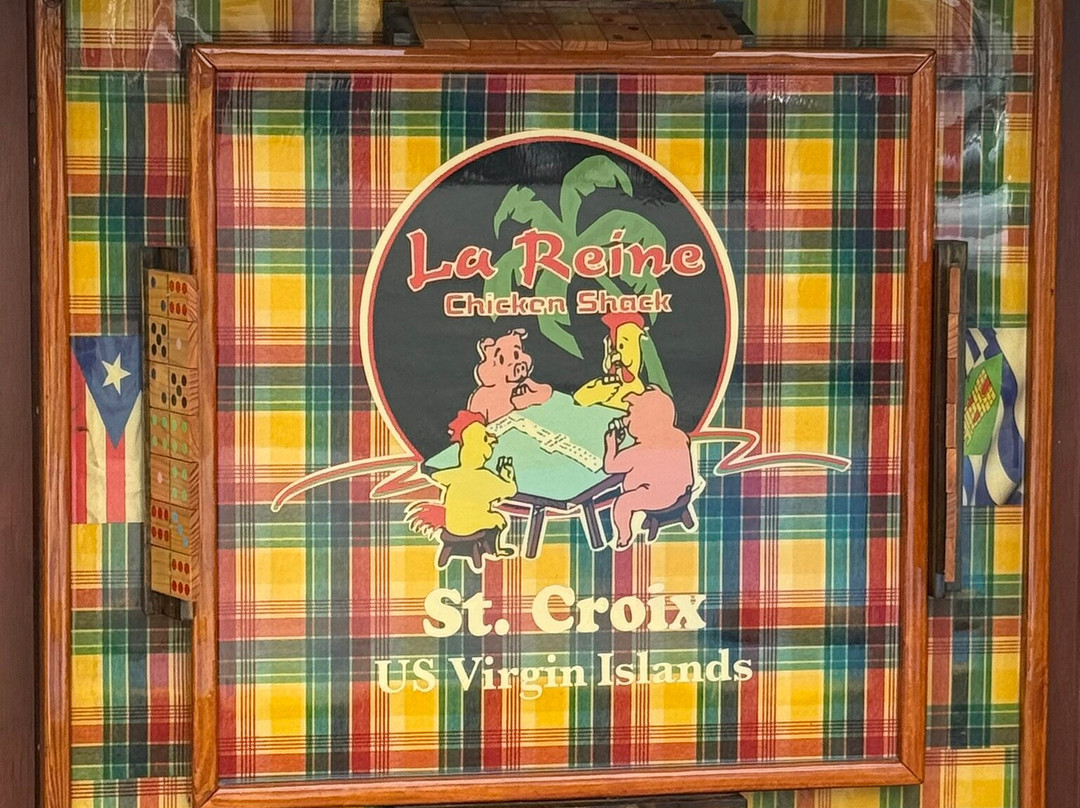 La Reine
Chicken Shack
St. Croix
US Virgin Islands